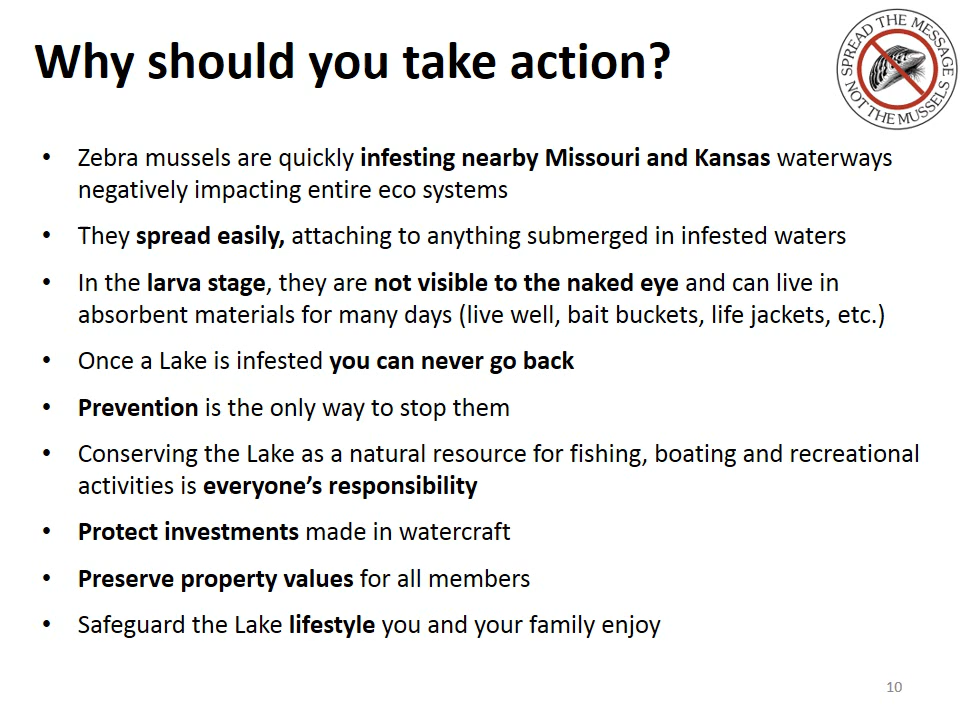 Why should you take action?
SPREAD THE MESSAGE
NOT THE MUSSELS
• Zebra mussels are quickly infesting nearby Missouri and Kansas waterways
negatively impacting entire eco systems
• They spread easily, attaching to anything submerged in infested waters
• In the larva stage, they are not visible to the naked eye and can live in
absorbent materials for many days (live well, bait buckets, life jackets, etc.)
• Once a Lake is infested you can never go back
• Prevention is the only way to stop them
• Conserving the Lake as a natural resource for fishing, boating and recreational
activities is everyone’s responsibility
• Protect investments made in watercraft
• Preserve property values for all members
• Safeguard the Lake lifestyle you and your family enjoy
10